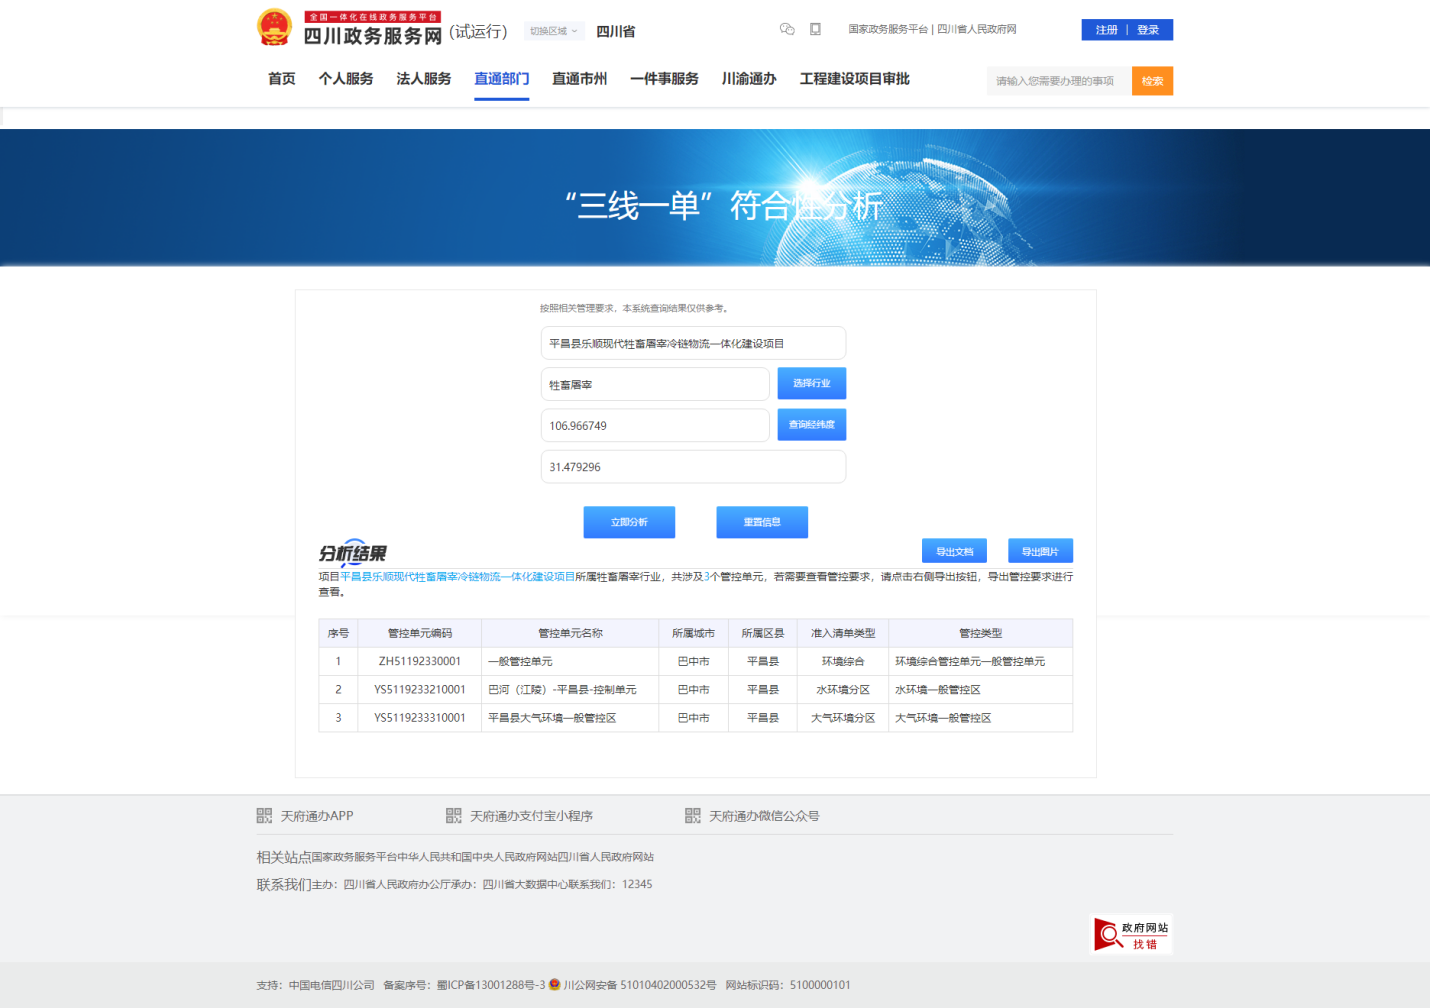 全国一体化在线政务服务平台
四川政务服务网 (试运行) 切换区域 四川省 国家政务服务平台 | 四川省人民政府网 注册 | 登录
首页 个人服务 法人服务 直通部门 直通市州 一件事服务 川渝通办 工程建设项目审批 请输入您需要办理的事项 检索
“三线一单”符合性分析
按照相关管理要求，本系统查询结果仅供参考。
平昌县乐顺现代牲畜屠宰冷链物流一体化建设项目
牲畜屠宰 选择行业
106.966749 查询经纬度
31.479296
立即分析 重置信息
分析结果 导出文档 导出图片
项目平昌县乐顺现代牲畜屠宰冷链物流一体化建设项目所属牲畜屠宰行业，共涉及3个管控单元，若需要查看管控要求，请点击右侧导出按钮，导出管控要求进行
查看。
序号 管控单元编码 管控单元名称 所属城市 所属区县 准入清单类型 管控类型
1 ZH51192330001 一般管控单元 巴中市 平昌县 环境综合 环境综合管控单元一般管控单元
2 YS5119233210001 巴河（江陵）-平昌县-控制单元 巴中市 平昌县 水环境分区 水环境一般管控区
3 YS5119233310001 平昌县大气环境一般管控区 巴中市 平昌县 大气环境分区 大气环境一般管控区
天府通办APP 天府通办支付宝小程序 天府通办微信公众号
相关站点国家政务服务平台中华人民共和国中央人民政府网站四川省人民政府网站
联系我们主办：四川省人民政府办公厅承办：四川省大数据中心联系我们：12345
政府网站
找错
支持：中国电信四川公司 备案序号：蜀ICP备13001288号-3 川公网安备 51010402000532号 网站标识码：5100000101